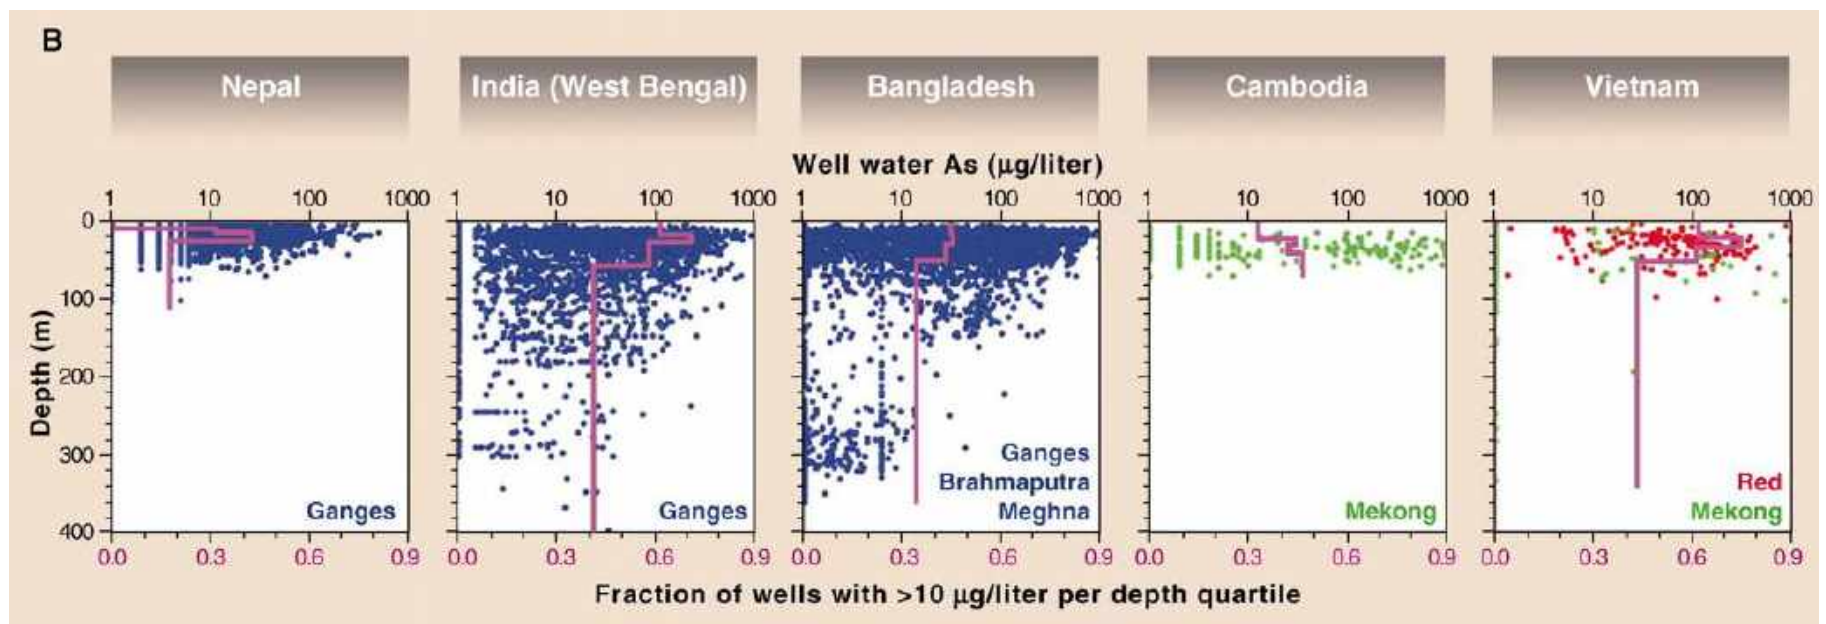 B
Nepal
India (West Bengal)
Bangladesh
Cambodia
Vietnam
Well water As (µg/liter)
1 10 100 1000
1 10 100 1000
1 10 100 1000
1 10 100 1000
1 10 100 1000
Depth (m)
0
100
200
300
400
Ganges
Ganges
Ganges
Brahmaputra
Meghna
Mekong
Red
Mekong
0.0 0.3 0.6 0.9
0.0 0.3 0.6 0.9
0.0 0.3 0.6 0.9
0.0 0.3 0.6 0.9
0.0 0.3 0.6 0.9
Fraction of wells with >10 µg/liter per depth quartile